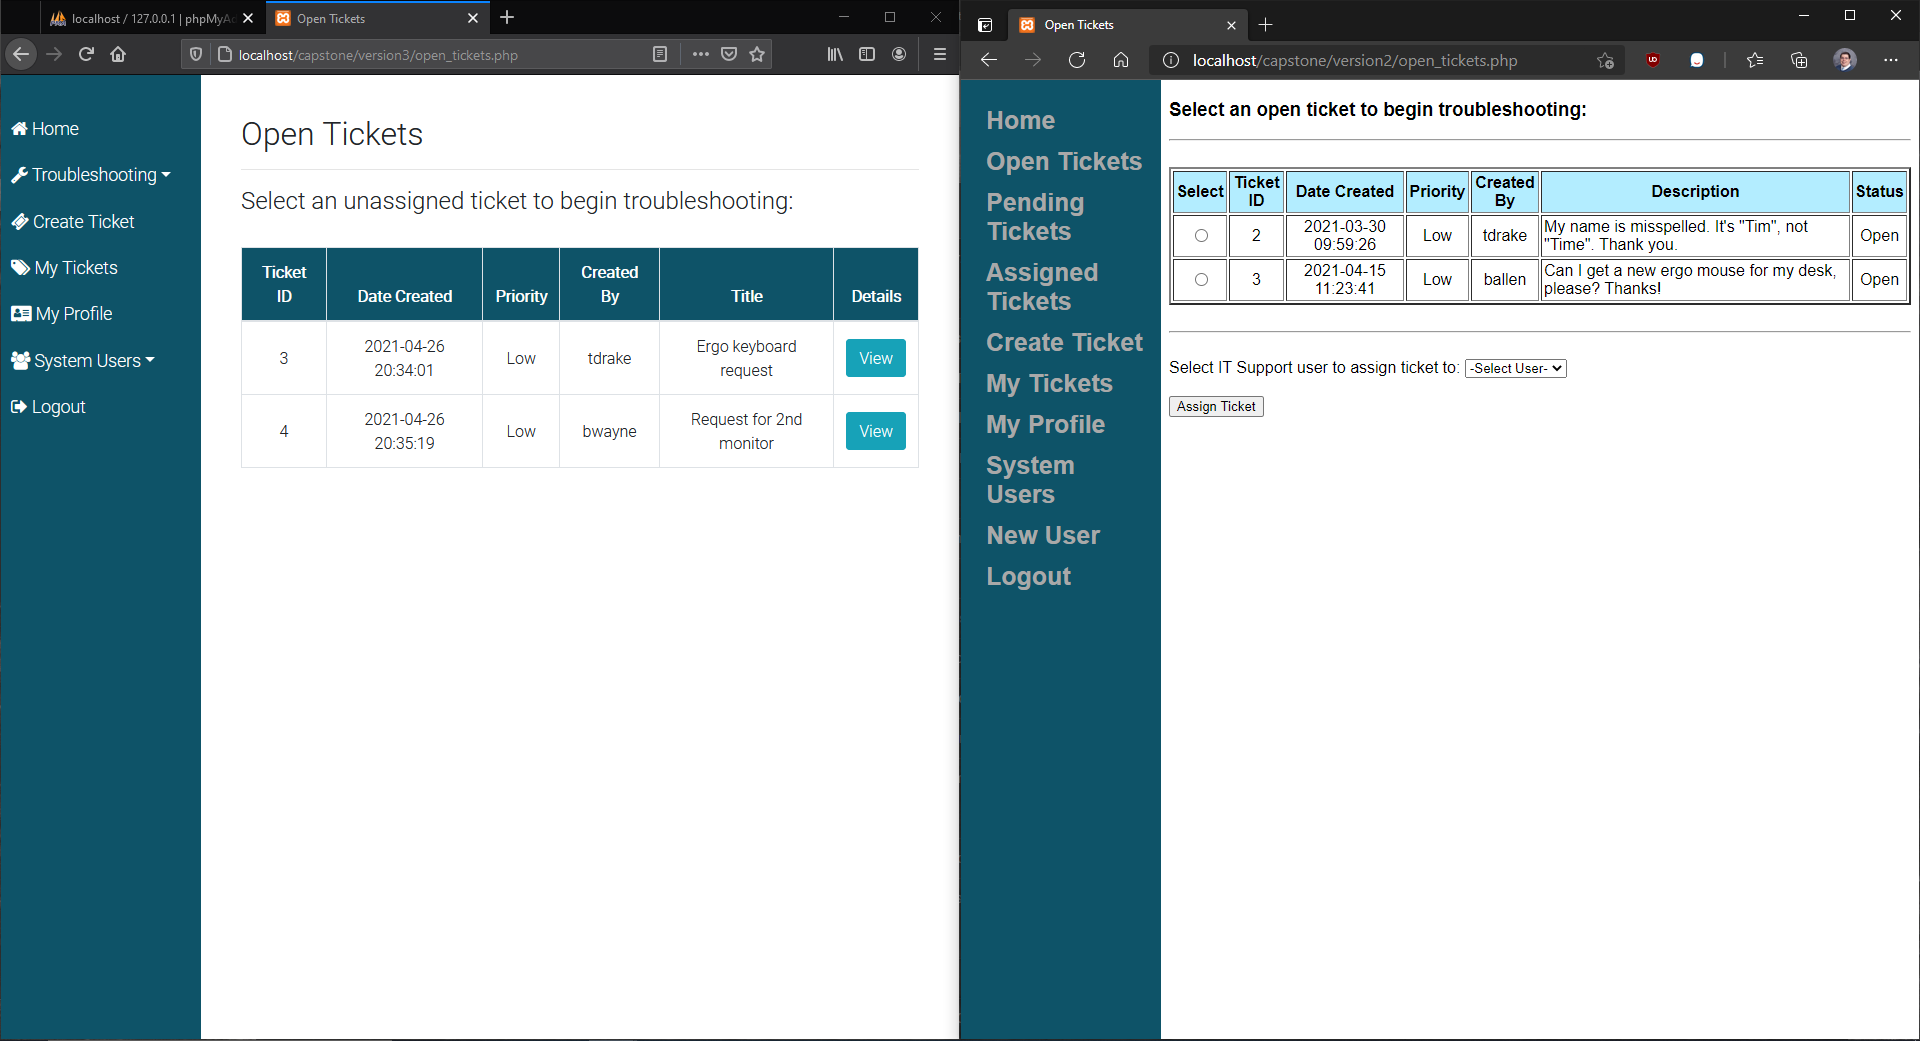 localhost / 127.0.0.1 | phpMyAd
Open Tickets
localhost/capstone/version3/open_tickets.php
Home
Troubleshooting
Create Ticket
My Tickets
My Profile
System Users
Logout
Open Tickets
Select an unassigned ticket to begin troubleshooting:
Ticket
ID
Date Created
Priority
Created
By
Title
Details
3
2021-04-26
20:34:01
Low
tdrake
Ergo keyboard
request
View
4
2021-04-26
20:35:19
Low
bwayne
Request for 2nd
monitor
View
Open Tickets
localhost/capstone/version2/open_tickets.php
Home
Open Tickets
Pending
Tickets
Assigned
Tickets
Create Ticket
My Tickets
My Profile
System
Users
New User
Logout
Select an open ticket to begin troubleshooting:
Select
Ticket
ID
Date Created
Priority
Created
By
Description
Status
2
2021-03-30
09:59:26
Low
tdrake
My name is misspelled. It's "Tim", not
"Time". Thank you.
Open
3
2021-04-15
11:23:41
Low
ballen
Can I get a new ergo mouse for my desk,
please? Thanks!
Open
Select IT Support user to assign ticket to: -Select User-
Assign Ticket